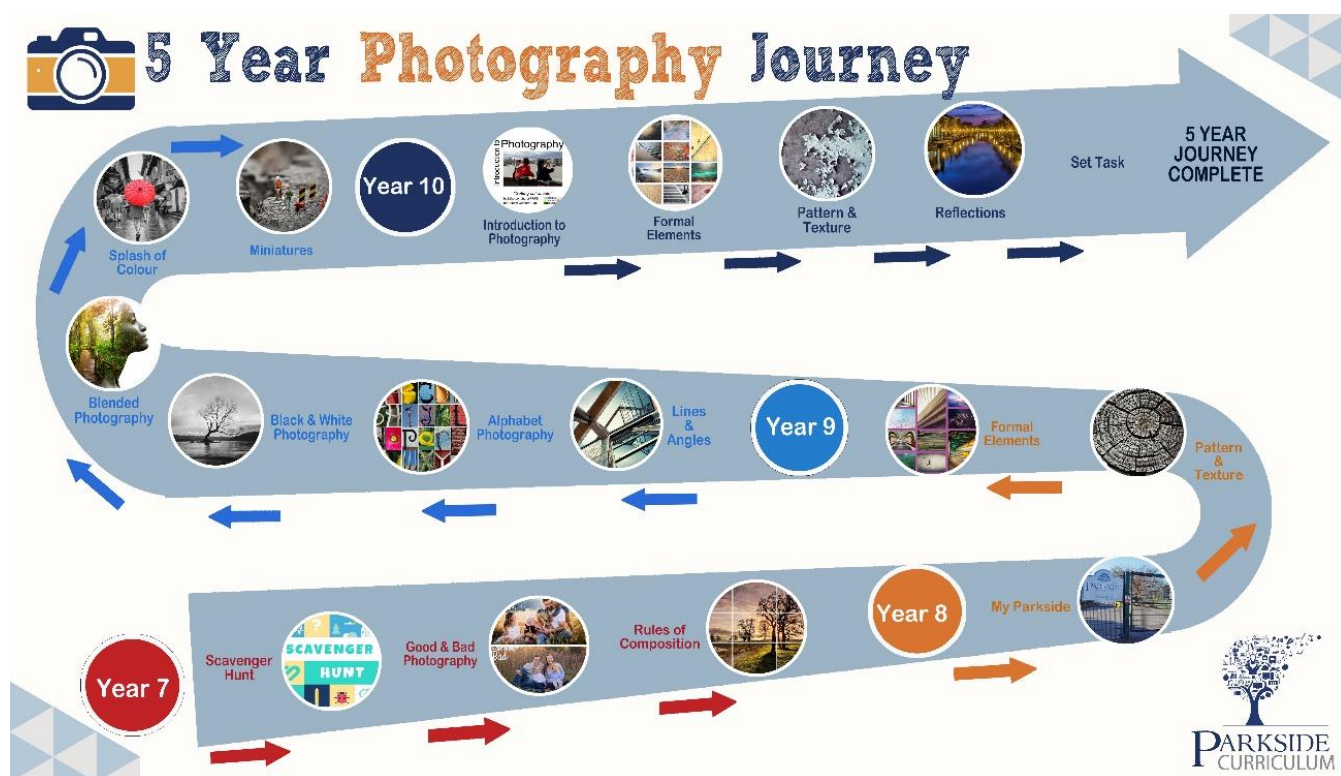 5 Year Photography Journey
Year 7
Scavenger
Hunt
SCAVENGER
HUNT
Good & Bad
Photography
Rules of
Composition
Year 8
My Parkside
Pattern
&
Texture
Formal
Elements
Year 9
Lines
&
Angles
Alphabet
Photography
Black & White
Photography
Blended
Photography
Splash of
Colour
Miniatures
Year 10
Introduction to
Photography
Introduction to
Photography
Formal
Elements
Pattern &
Texture
Reflections
Set Task
5 YEAR
JOURNEY
COMPLETE
PARKSIDE
CURRICULUM